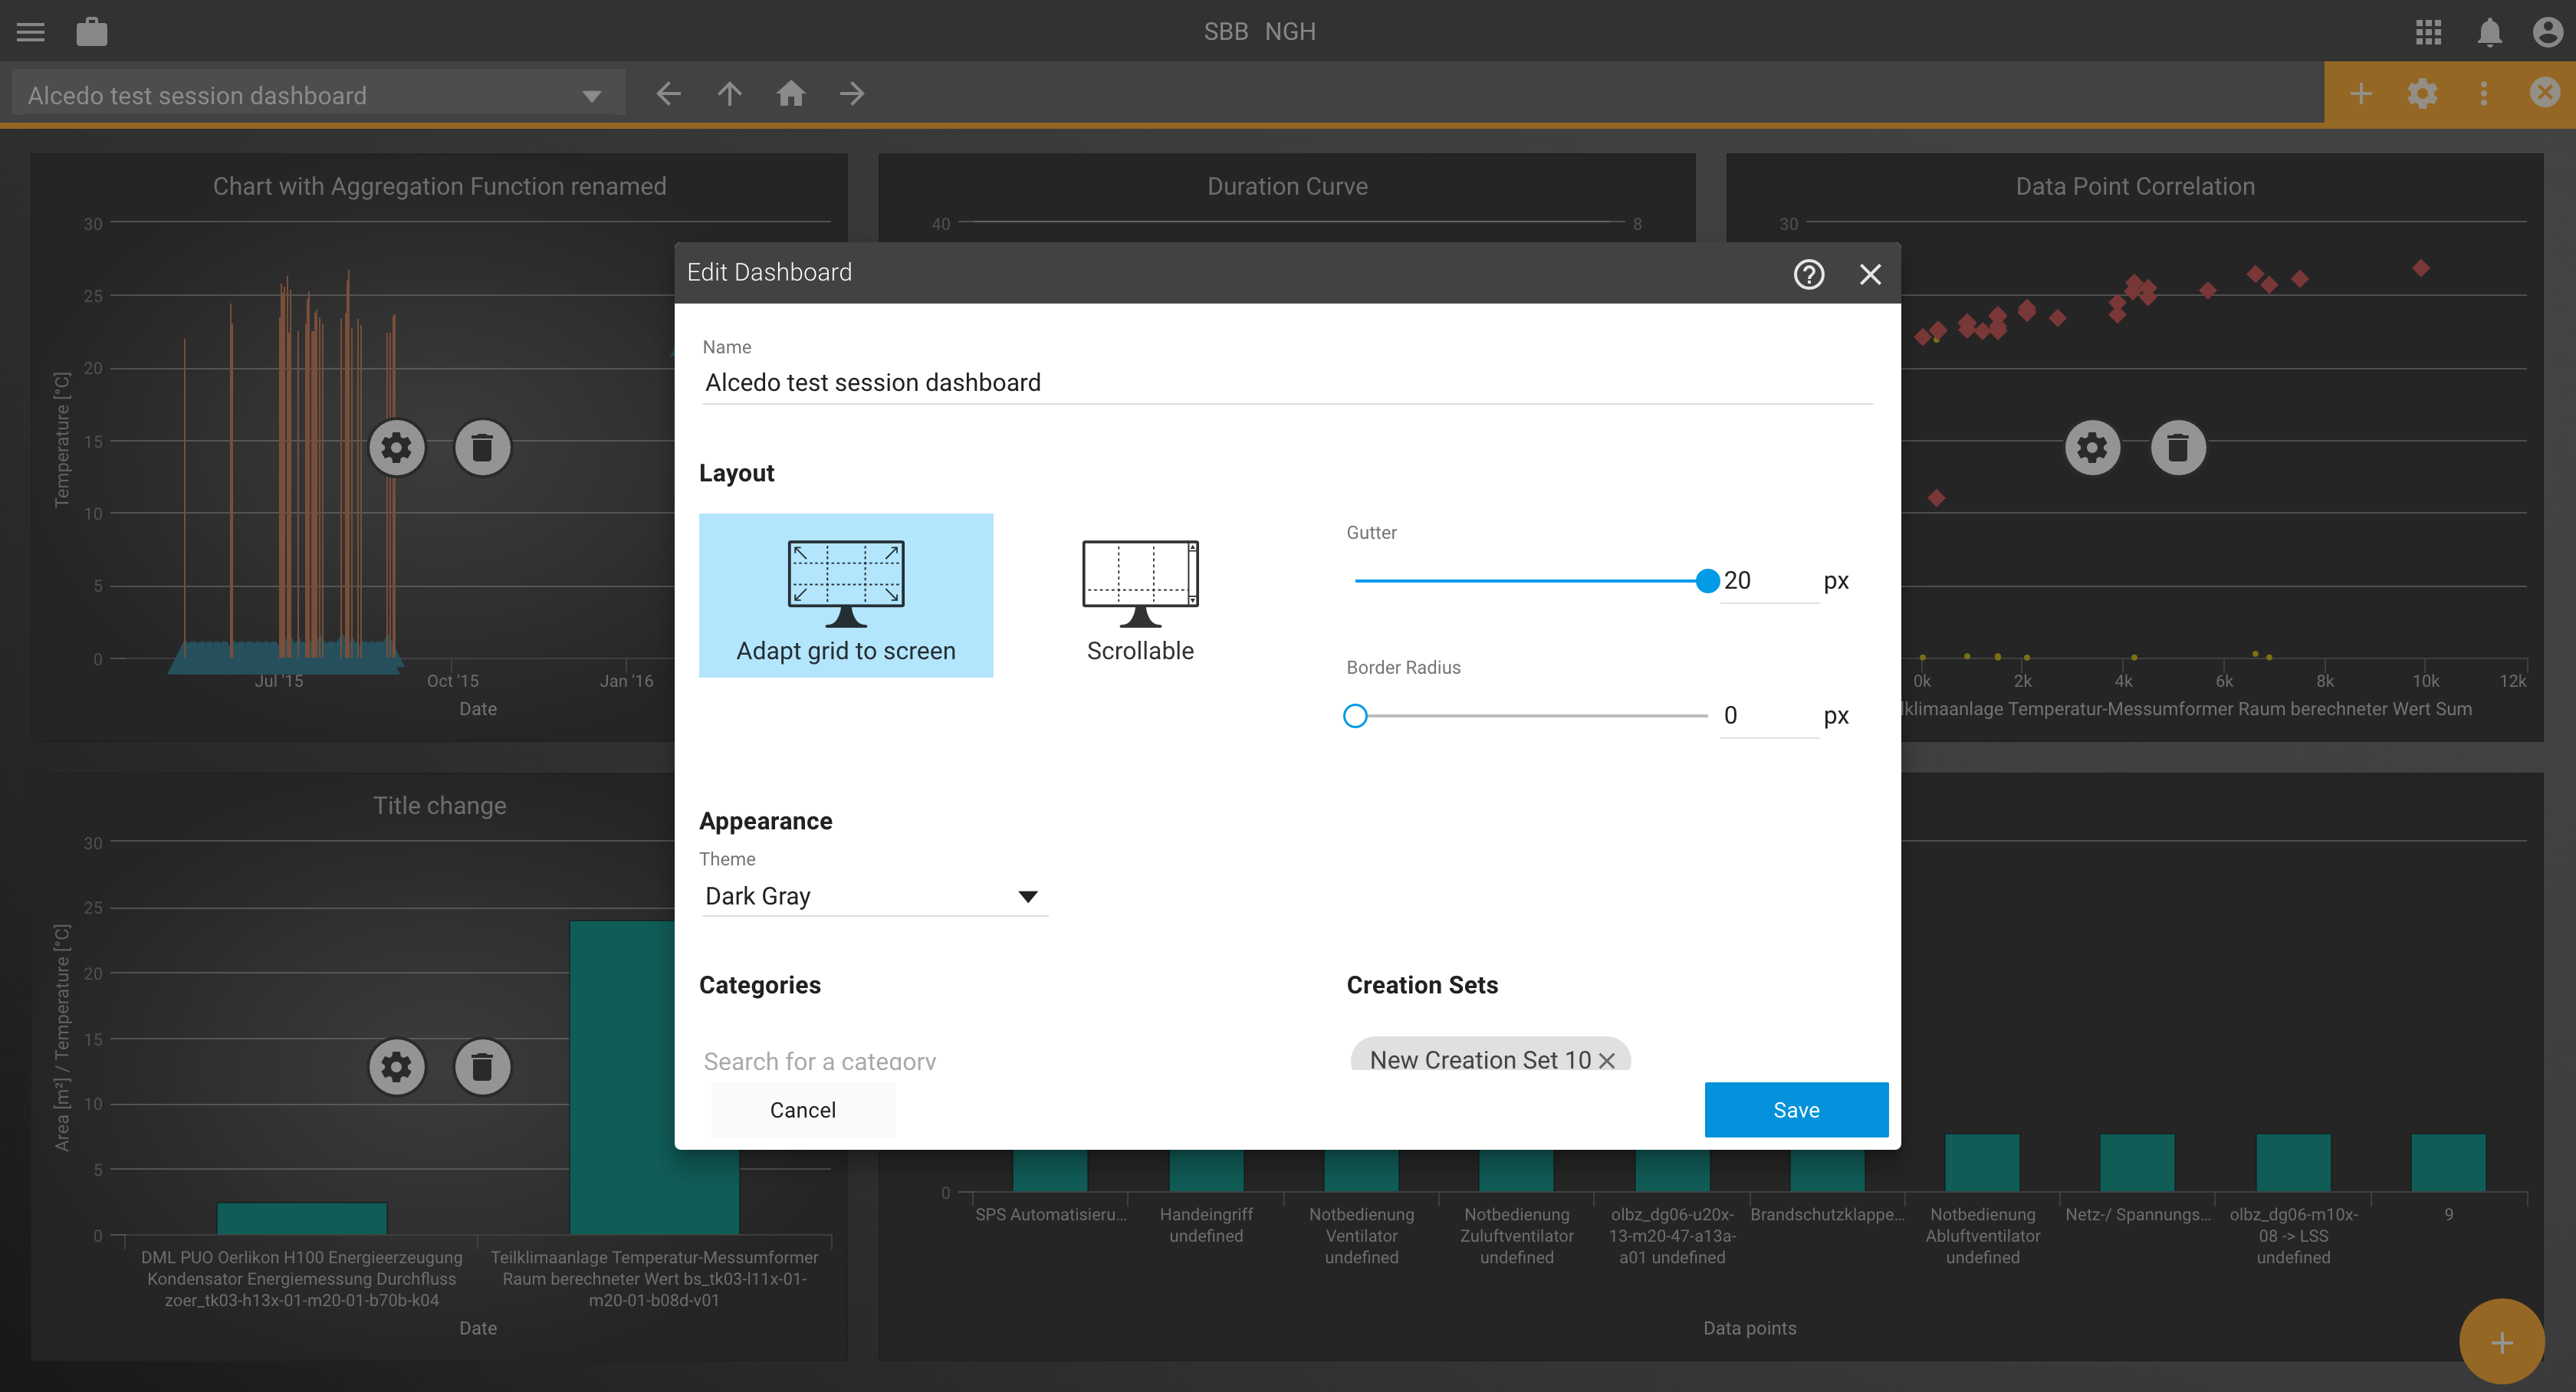 SBB NGH
Alcedo test session dashboard
Chart with Aggregation Function renamed
30
25
20
15
10
5
0
Temperature [°C]
Jul '15
Oct '15
Jan '16
Date
Duration Curve
40
8
Data Point Correlation
30
0k
2k
4k
6k
8k
10k
12k
lklimaanlage Temperatur-Messumformer Raum berechneter Wert Sum
Edit Dashboard
Name
Alcedo test session dashboard
Layout
Adapt grid to screen
Scrollable
Gutter
20 px
Border Radius
0 px
Appearance
Theme
Dark Gray
Categories
Search for a category
Creation Sets
New Creation Set 10
Cancel
Save
Title change
30
25
20
15
10
5
0
Area [m²] / Temperature [°C]
DML PUO Oerlikon H100 Energieerzeugung
Kondensator Energiemessung Durchfluss
zoer_tk03-h13x-01-m20-01-b70b-k04
Teilklimaanlage Temperatur-Messumformer
Raum berechneter Wert bs_tk03-l11x-01-
m20-01-b08d-v01
Date
0
SPS Automatisieru...
Handeingriff
undefined
Notbedienung
Ventilator
undefined
Notbedienung
Zuluftventilator
undefined
olbz_dg06-u20x-
13-m20-47-a13a-
a01 undefined
Brandschutzklappe...
Notbedienung
Abluftventilator
undefined
Netz-/ Spannungs...
olbz_dg06-m10x-
08 -> LSS
undefined
9
Data points